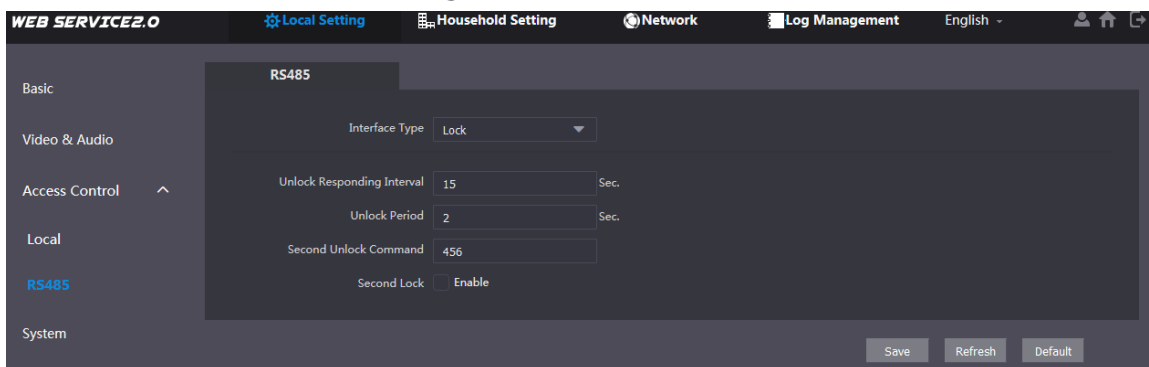 WEB SERVICE2.0 Local Setting Household Setting Network Log Management English
Basic
Video & Audio
Access Control
Local
RS485
System
RS485
Interface Type Lock
Unlock Responding Interval 15 Sec.
Unlock Period 2 Sec.
Second Unlock Command 456
Second Lock Enable
Save Refresh Default